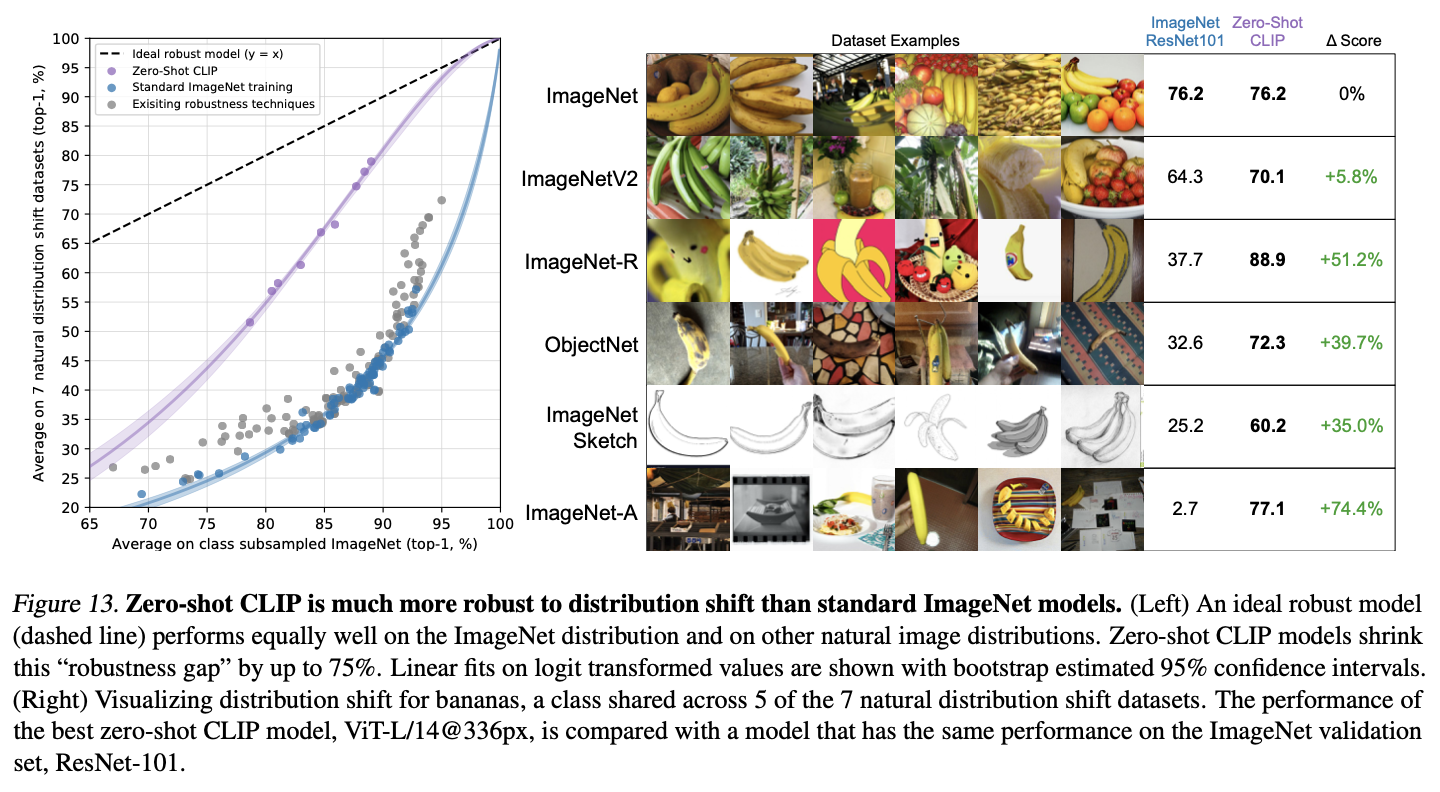 ImageNet Zero-Shot
ResNet101 CLIP Δ Score
Dataset Examples
100
95
90
85
80
75
70
65
60
55
50
45
40
35
30
25
20
Average on 7 natural distribution shift datasets (top-1, %)
Ideal robust model (y = x)
Zero-Shot CLIP
Standard ImageNet training
Exisiting robustness techniques
65 70 75 80 85 90 95 100
Average on class subsampled ImageNet (top-1, %)
ImageNet 76.2 76.2 0%
ImageNetV2 64.3 70.1 +5.8%
ImageNet-R 37.7 88.9 +51.2%
ObjectNet 32.6 72.3 +39.7%
ImageNet
Sketch 25.2 60.2 +35.0%
ImageNet-A 2.7 77.1 +74.4%
Figure 13. Zero-shot CLIP is much more robust to distribution shift than standard ImageNet models. (Left) An ideal robust model
(dashed line) performs equally well on the ImageNet distribution and on other natural image distributions. Zero-shot CLIP models shrink
this “robustness gap” by up to 75%. Linear fits on logit transformed values are shown with bootstrap estimated 95% confidence intervals.
(Right) Visualizing distribution shift for bananas, a class shared across 5 of the 7 natural distribution shift datasets. The performance of
the best zero-shot CLIP model, ViT-L/14@336px, is compared with a model that has the same performance on the ImageNet validation
set, ResNet-101.